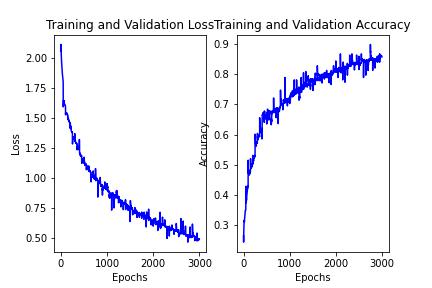 Training and Validation Loss
Training and Validation Accuracy
Loss
2.00
1.75
1.50
1.25
1.00
0.75
0.50
0 1000 2000 3000
Epochs
Accuracy
0.9
0.8
0.7
0.6
0.5
0.4
0.3
0 1000 2000 3000
Epochs